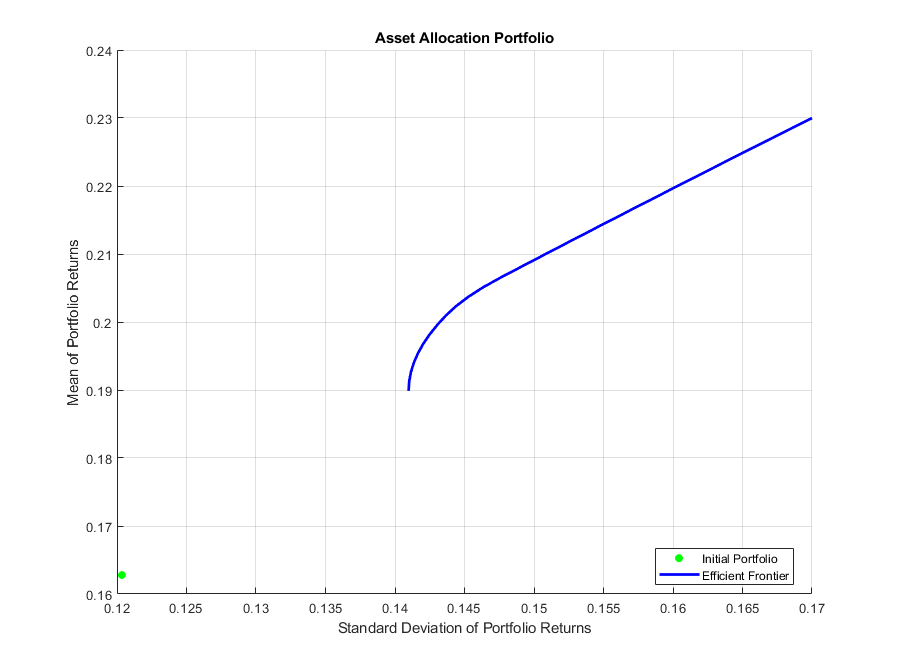 Asset Allocation Portfolio
0.24
0.23
0.22
0.21
0.2
0.19
0.18
0.17
0.16
Mean of Portfolio Returns
0.12 0.125 0.13 0.135 0.14 0.145 0.15 0.155 0.16 0.165 0.17
Standard Deviation of Portfolio Returns
Initial Portfolio
Efficient Frontier